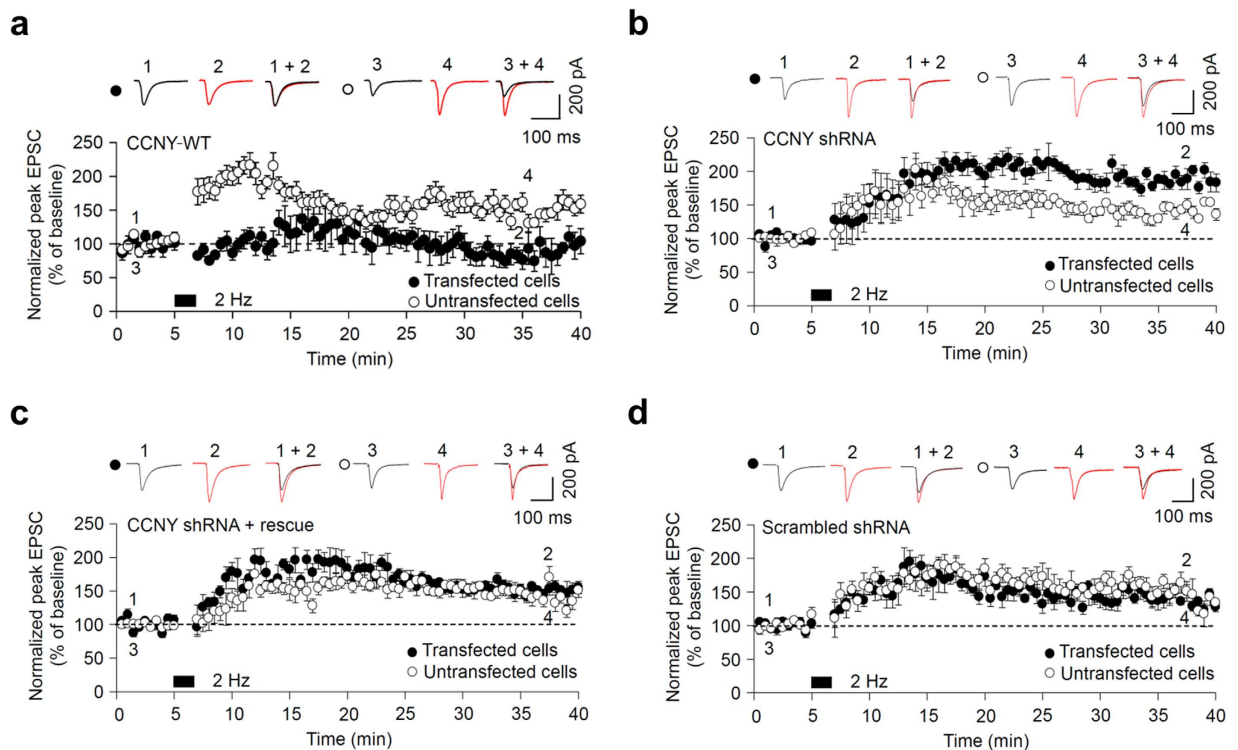 a
1 2 1 + 2 3 4 3 + 4
200 pA
100 ms
CCNY-WT
Normalized peak EPSC
(% of baseline)
250
200
150
100
50
0
1
3
4
2
Transfected cells
Untransfected cells
2 Hz
0 5 10 15 20 25 30 35 40
Time (min)
b
1 2 1 + 2 3 4 3 + 4
200 pA
100 ms
CCNY shRNA
Normalized peak EPSC
(% of baseline)
250
200
150
100
50
0
1
3
2
4
Transfected cells
Untransfected cells
2 Hz
0 5 10 15 20 25 30 35 40
Time (min)
c
1 2 1 + 2 3 4 3 + 4
200 pA
100 ms
CCNY shRNA + rescue
Normalized peak EPSC
(% of baseline)
250
200
150
100
50
0
1
3
2
4
Transfected cells
Untransfected cells
2 Hz
0 5 10 15 20 25 30 35 40
Time (min)
d
1 2 1 + 2 3 4 3 + 4
200 pA
100 ms
Scrambled shRNA
Normalized peak EPSC
(% of baseline)
250
200
150
100
50
0
1
3
2
4
Transfected cells
Untransfected cells
2 Hz
0 5 10 15 20 25 30 35 40
Time (min)